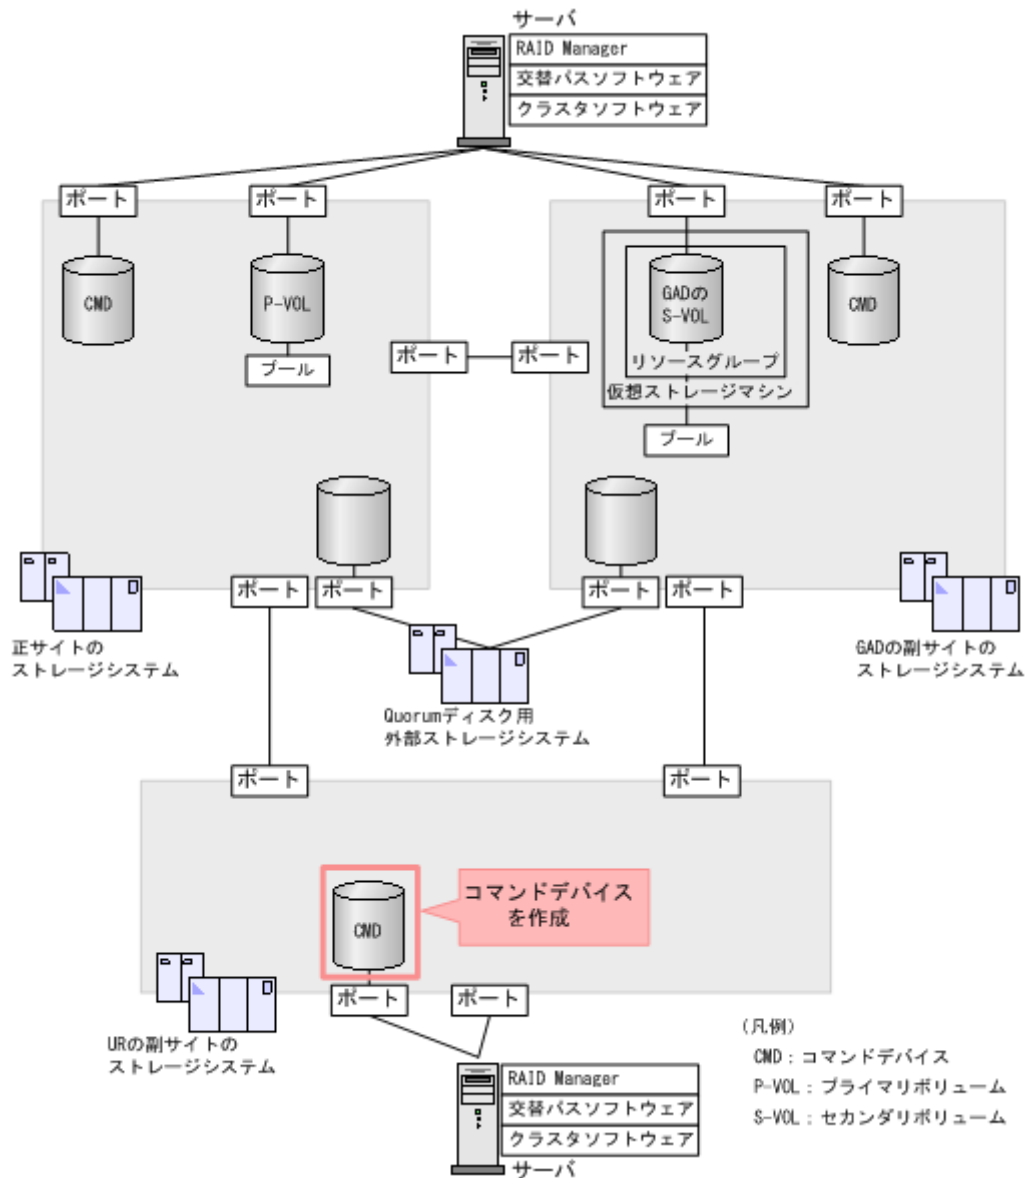 サーバ
RAID Manager
交替パスソフトウェア
クラスタソフトウェア
ポート
ポート
ポート
ポート
CMD
P-VOL
GADの
S-VOL
CMD
ポート
ポート
プール
リソースグループ
仮想ストレージマシン
プール
ポート
ポート
ポート
ポート
正サイトの
ストレージシステム
GADの副サイトの
ストレージシステム
Quorumディスク用
外部ストレージシステム
ポート
ポート
コマンドデバイス
を作成
CMD
ポート
ポート
URの副サイトの
ストレージシステム
(凡例)
CMD:コマンドデバイス
P-VOL:プライマリボリューム
S-VOL:セカンダリボリューム
RAID Manager
交替パスソフトウェア
クラスタソフトウェア
サーバ